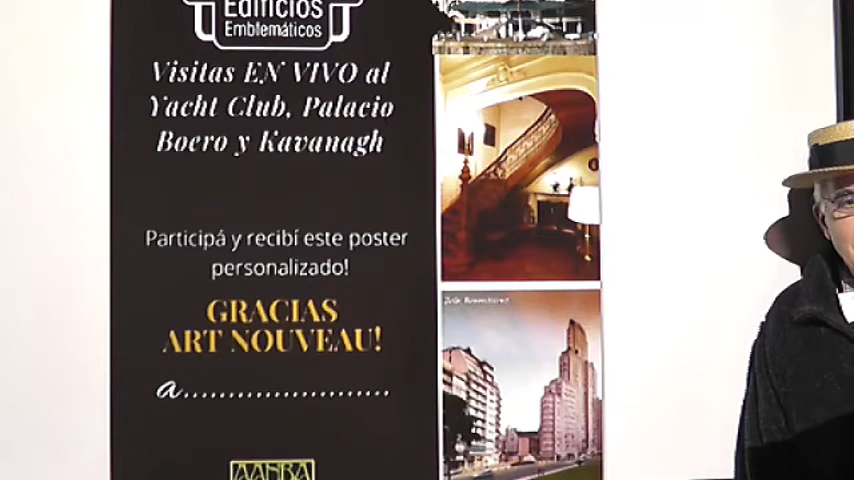 Edificios
Emblemáticos
Visitas EN VIVO al
Yacht Club, Palacio
Boero y Kavanagh
Participá y recibí este poster
personalizado!
GRACIAS
ART NOUVEAU!
a..........................
AANBA